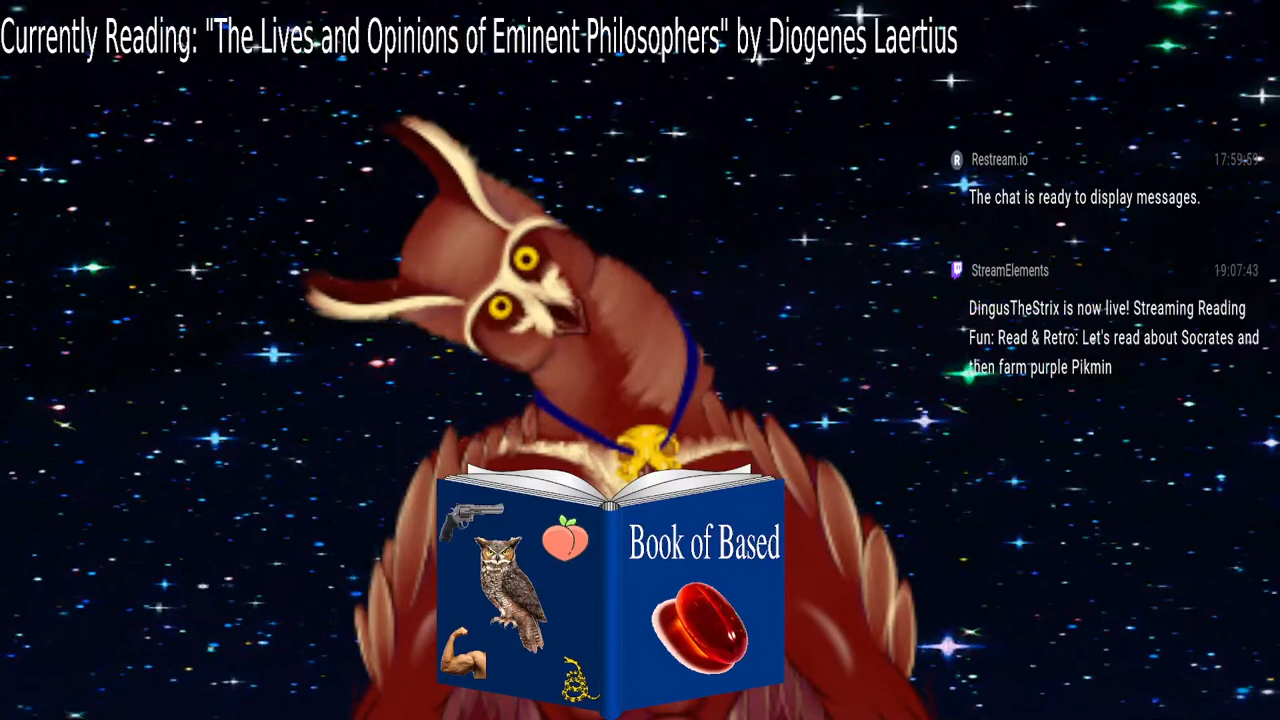 Currently Reading: "The Lives and Opinions of Eminent Philosophers" by Diogenes Laertius
R Restream.io 17:59:59
The chat is ready to display messages.
StreamElements 19:07:43
DingusTheStrix is now live! Streaming Reading
Fun: Read & Retro: Let's read about Socrates and
then farm purple Pikmin
Book of Based